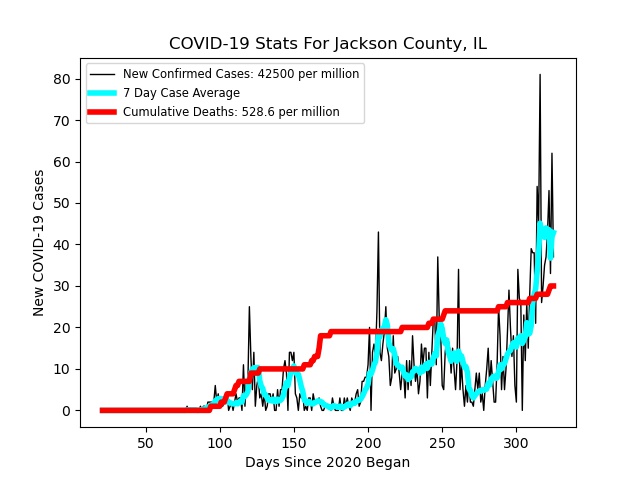 COVID-19 Stats For Jackson County, IL
New Confirmed Cases: 42500 per million
7 Day Case Average
Cumulative Deaths: 528.6 per million
New COVID-19 Cases
80
70
60
50
40
30
20
10
0
50
100
150
200
250
300
Days Since 2020 Began